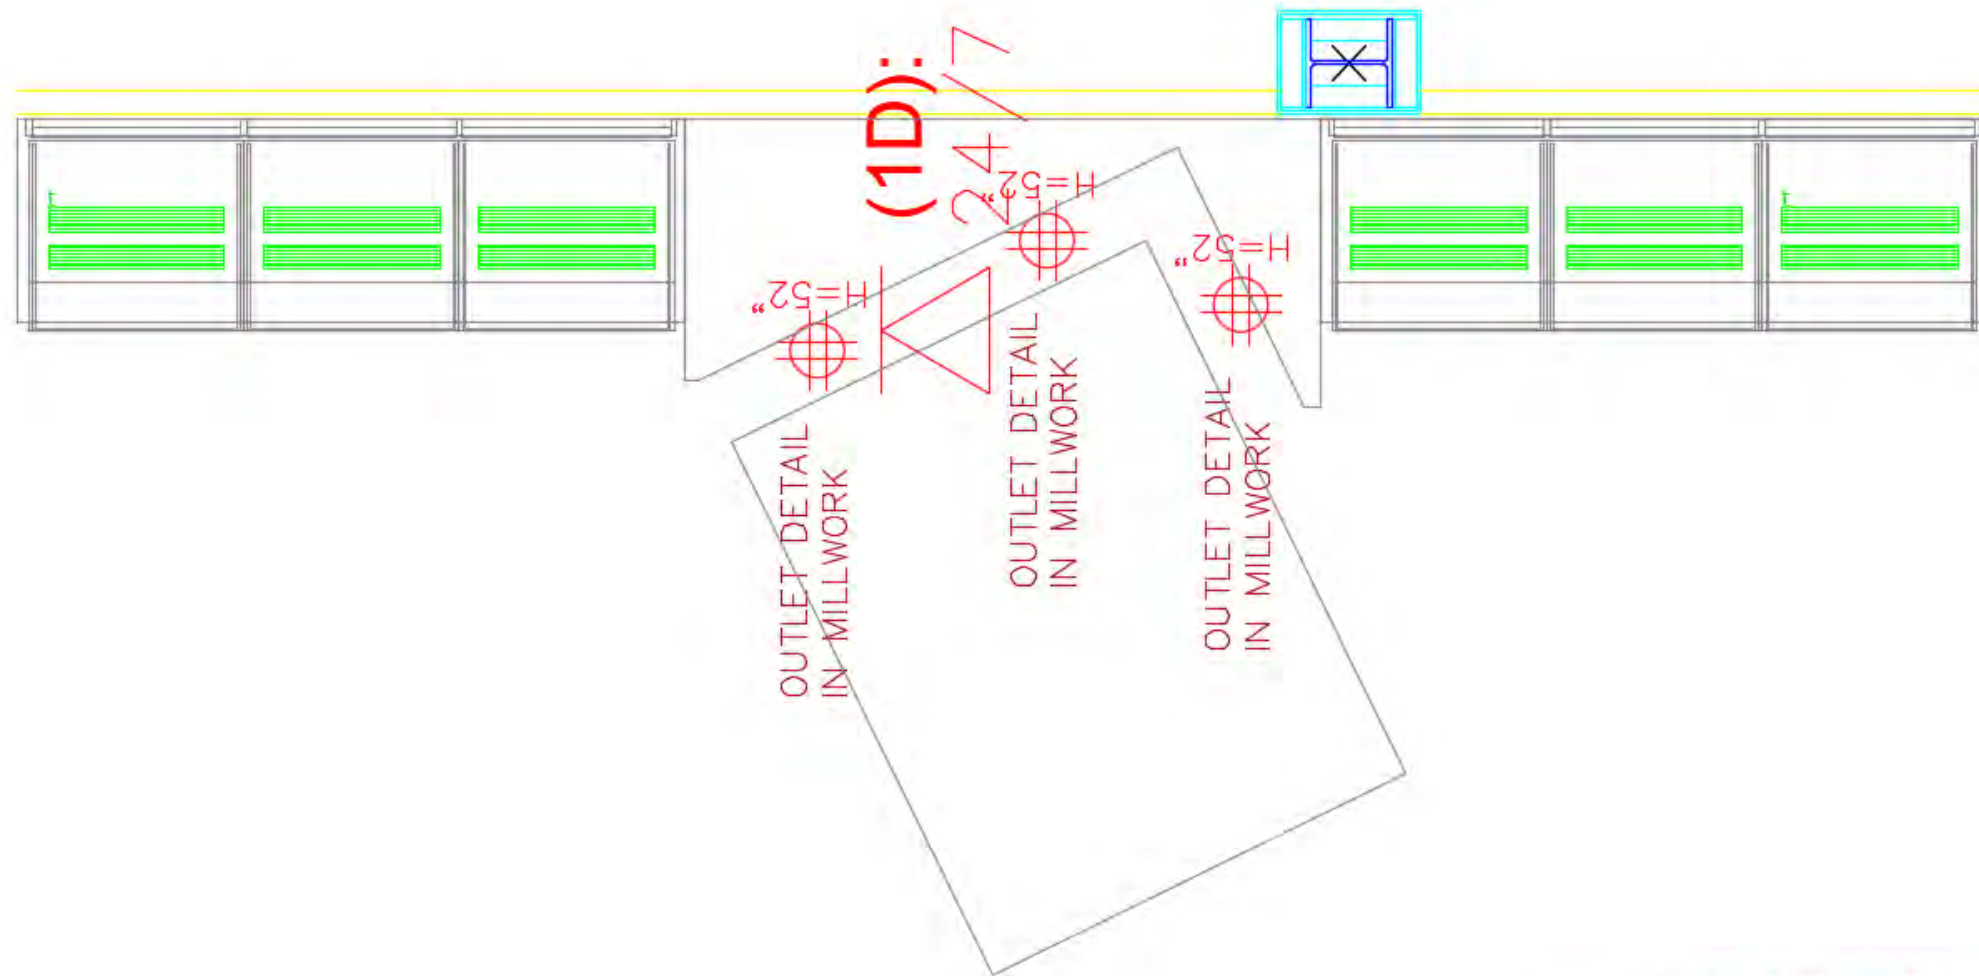 (1D):
24/7
H=52"
H=52"
H=52"
OUTLET DETAIL
IN MILLWORK
OUTLET DETAIL
IN MILLWORK
OUTLET DETAIL
IN MILLWORK